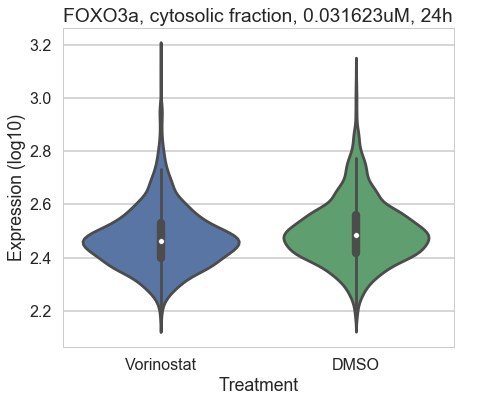 FOXO3a, cytosolic fraction, 0.031623uM, 24h
Expression (log10)
3.2
3.0
2.8
2.6
2.4
2.2
Vorinostat
DMSO
Treatment